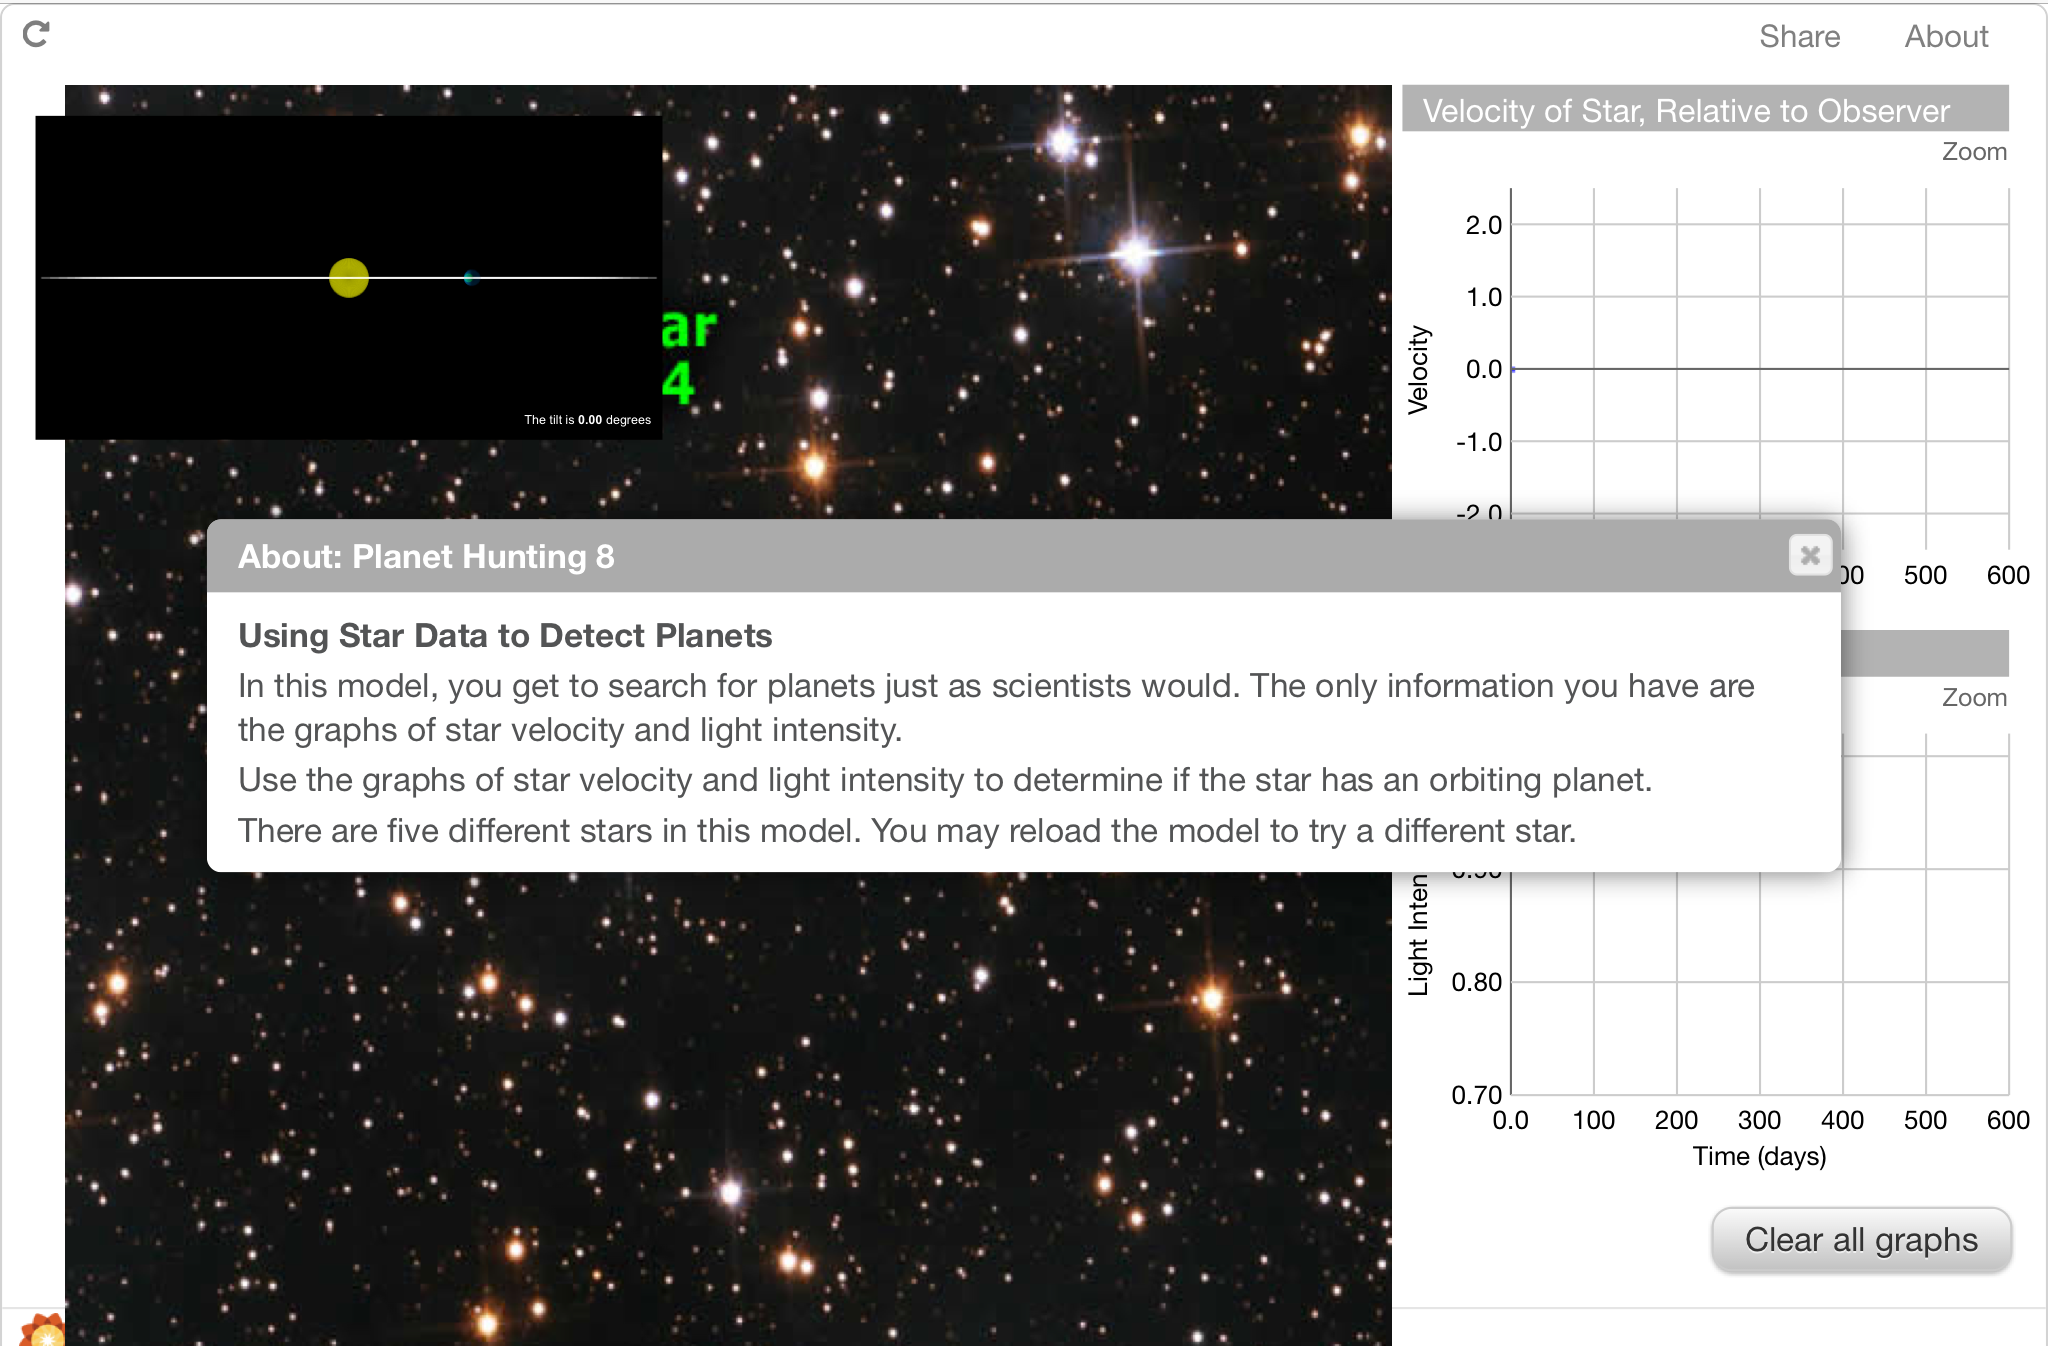 Share About
Velocity of Star, Relative to Observer
Zoom
2.0
1.0
0.0
-1.0
-2.0
Velocity
500 600
The tilt is 0.00 degrees
ar
4
About: Planet Hunting 8
Using Star Data to Detect Planets
In this model, you get to search for planets just as scientists would. The only information you have are
the graphs of star velocity and light intensity.
Use the graphs of star velocity and light intensity to determine if the star has an orbiting planet.
There are five different stars in this model. You may reload the model to try a different star.
Zoom
0.90
0.80
0.70
Light Inten
0.0 100 200 300 400 500 600
Time (days)
Clear all graphs